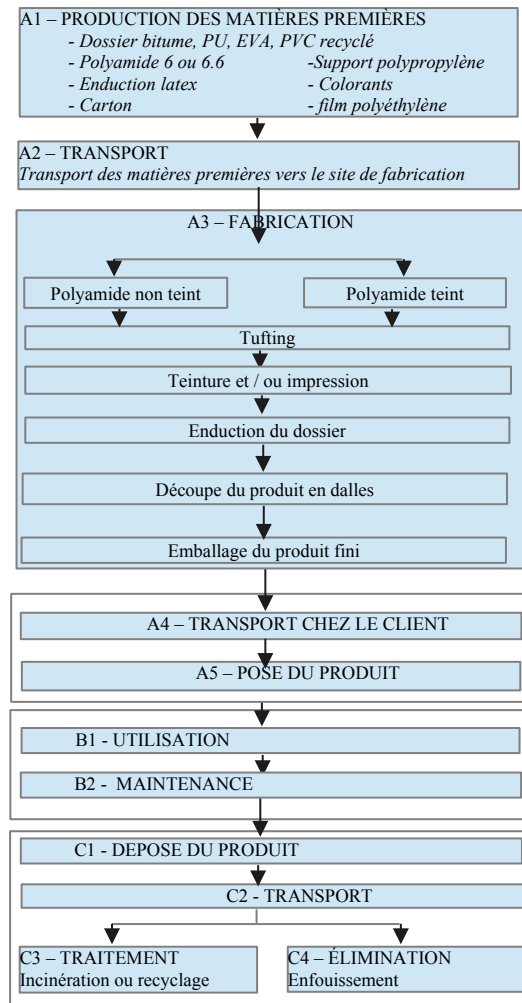 A1 – PRODUCTION DES MATIÈRES PREMIÈRES
- Dossier bitume, PU, EVA, PVC recyclé
- Polyamide 6 ou 6.6 -Support polypropylène
- Enduction latex - Colorants
- Carton - film polyéthylène
A2 – TRANSPORT
Transport des matières premières vers le site de fabrication
A3 – FABRICATION
Polyamide non teint Polyamide teint
Tufting
Teinture et / ou impression
Enduction du dossier
Découpe du produit en dalles
Emballage du produit fini
A4 – TRANSPORT CHEZ LE CLIENT
A5 – POSE DU PRODUIT
B1 - UTILISATION
B2 - MAINTENANCE
C1 - DEPOSE DU PRODUIT
C2 - TRANSPORT
C3 – TRAITEMENT
Incinération ou recyclage
C4 – ÉLIMINATION
Enfouissement